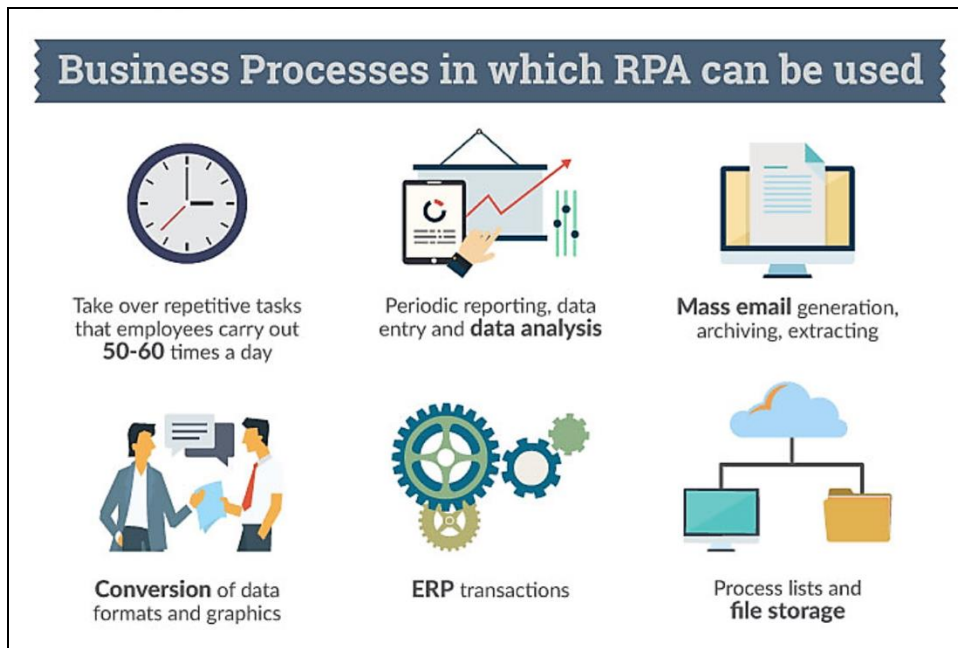 Business Processes in which RPA can be used
Take over repetitive tasks
that employees carry out
50-60 times a day
Periodic reporting, data
entry and data analysis
Mass email generation,
archiving, extracting
Conversion of data
formats and graphics
ERP transactions
Process lists and
file storage